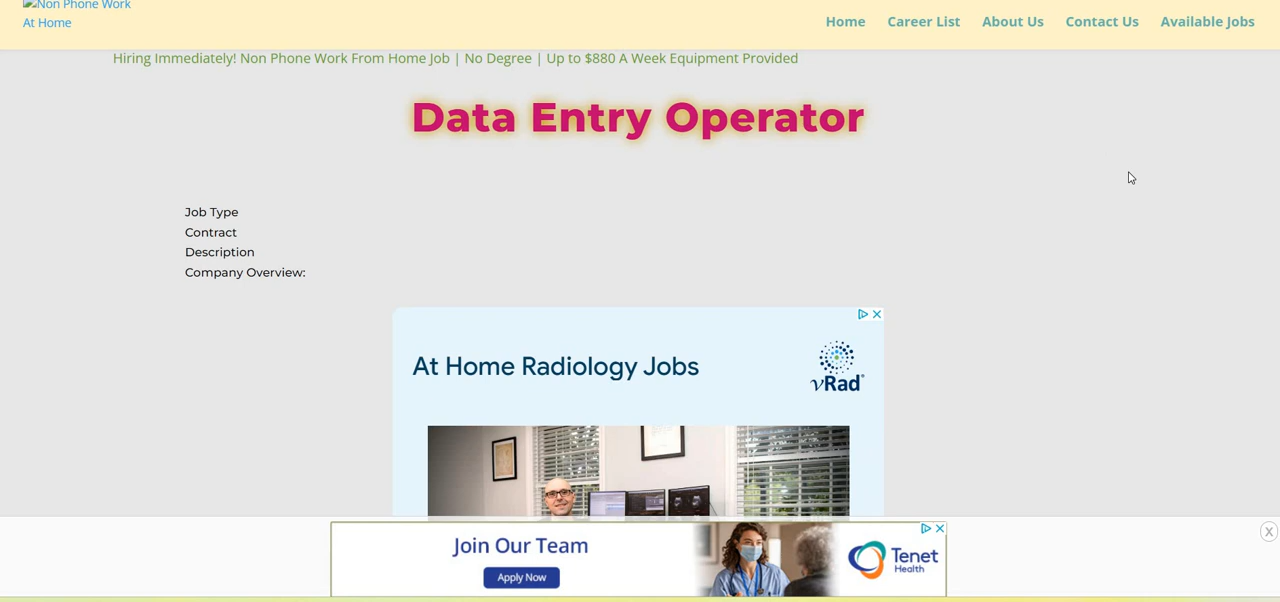 Non Phone Work
At Home
Home Career List About Us Contact Us Available Jobs
Hiring Immediately! Non Phone Work From Home Job | No Degree | Up to $880 A Week Equipment Provided
Data Entry Operator
Job Type
Contract
Description
Company Overview:
At Home Radiology Jobs
vRad
Join Our Team
Apply Now
Tenet
Health
X